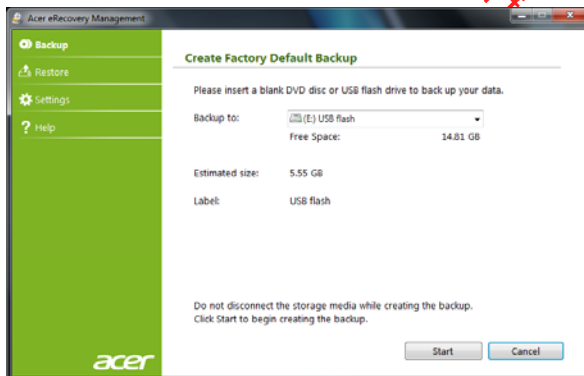 Acer eRecovery Management
Backup
Restore
Settings
Help
Create Factory Default Backup
Please insert a blank DVD disc or USB flash drive to back up your data.
Backup to: (E:) USB flash
Free Space: 14.81 GB
Estimated size: 5.55 GB
Label: USB flash
Do not disconnect the storage media while creating the backup.
Click Start to begin creating the backup.
Start Cancel
acer